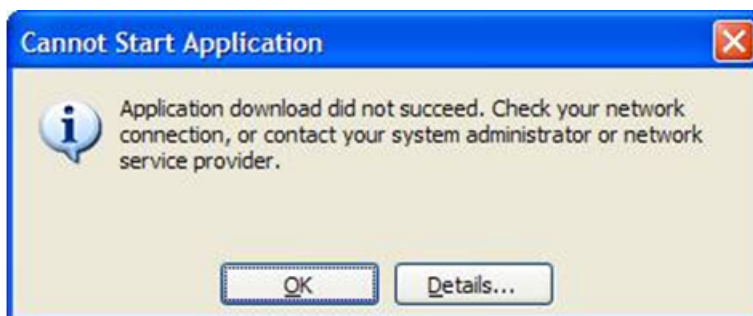 Cannot Start Application
Application download did not succeed. Check your network
connection, or contact your system administrator or network
service provider.
OK
Details...